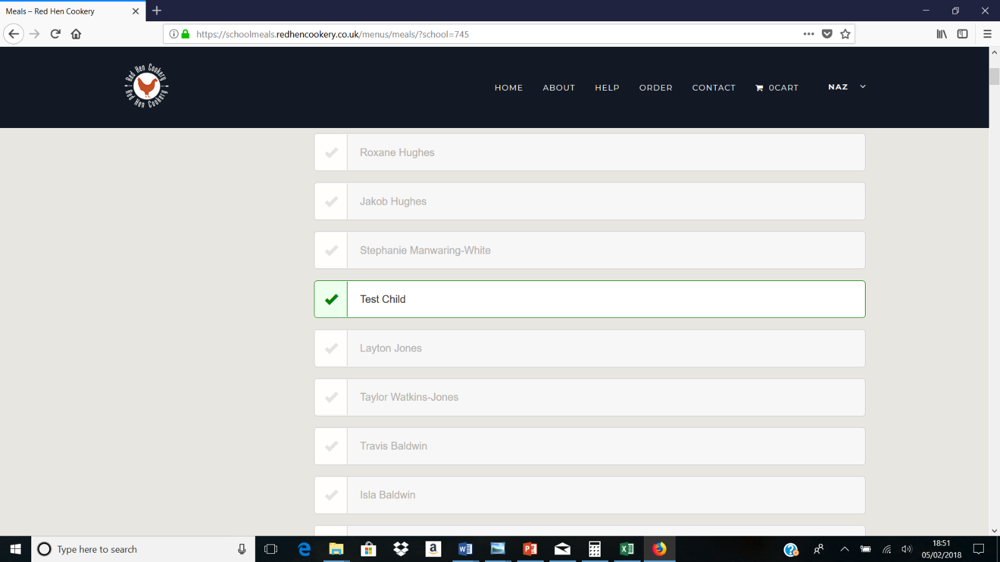 Meals – Red Hen Cookery
https://schoolmeals.redhencookery.co.uk/menus/meals/?school=745
Red Hen Cookery
Red Hen Cookery
HOME ABOUT HELP ORDER CONTACT 0CART NAZ
Roxane Hughes
Jakob Hughes
Stephanie Manwaring-White
Test Child
Layton Jones
Taylor Watkins-Jones
Travis Baldwin
Isla Baldwin
Type here to search
18:51
05/02/2018